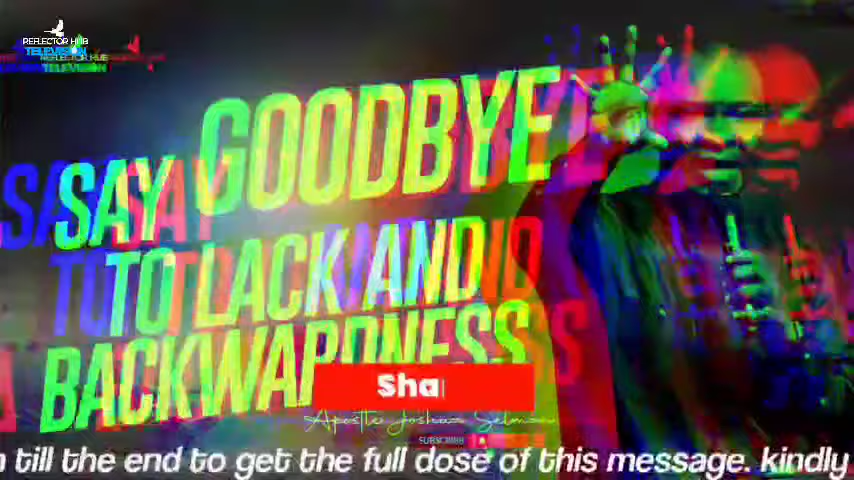 REFLECTOR HUB
TELEVISION
SAY GOODBYE
TO LACK AND
BACKWARDNESS
Sha
Apostle Joshua Selman
SUBSCRIBE
till the end to get the full dose of this message. kindly